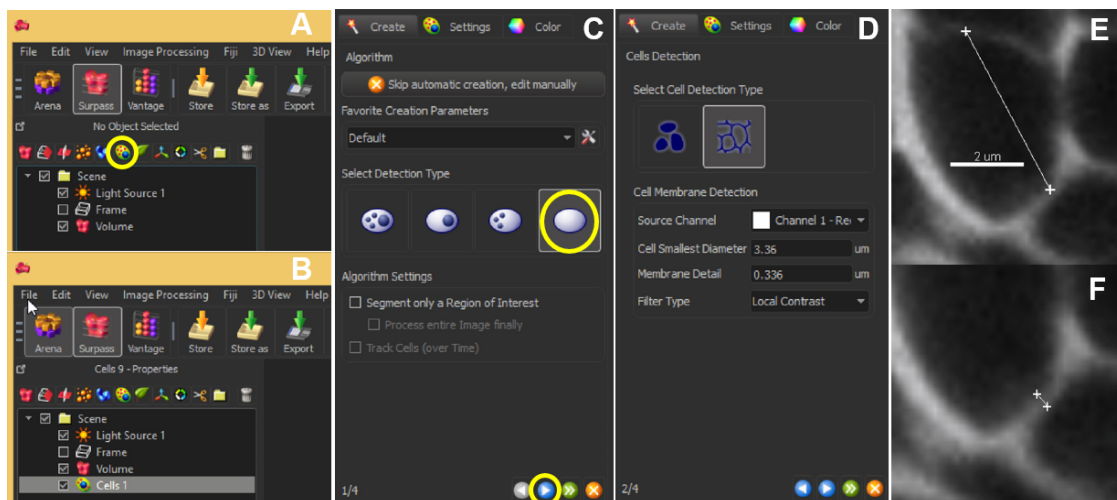 A
File Edit View Image Processing Fiji 3D View Help
Arena Surpass Vantage Store Store as Export
No Object Selected
Scene
Light Source 1
Frame
Volume
B
File Edit View Image Processing Fiji 3D View Help
Arena Surpass Vantage Store Store as Export
Cells 9 - Properties
Scene
Light Source 1
Frame
Volume
Cells 1
Create Settings Color
C
Algorithm
Skip automatic creation, edit manually
Favorite Creation Parameters
Default
Select Detection Type
Algorithm Settings
Segment only a Region of Interest
Process entire Image finally
Track Cells (over Time)
1/4
Create Settings Color
D
Cells Detection
Select Cell Detection Type
Cell Membrane Detection
Source Channel Channel 1 - Re
Cell Smallest Diameter 3.36 um
Membrane Detail 0.336 um
Filter Type Local Contrast
2/4
E
2 um
F